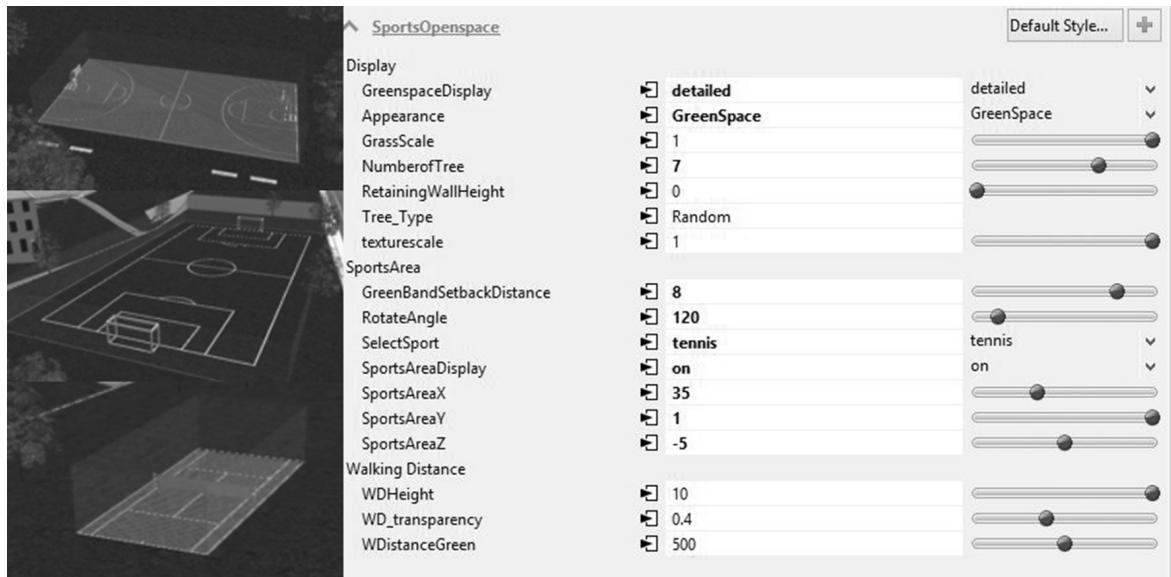 SportsOpenspace Default Style...
Display
GreenspaceDisplay detailed detailed
Appearance GreenSpace GreenSpace
GrassScale 1
NumberofTree 7
RetainingWallHeight 0
Tree_Type Random
texturescale 1
SportsArea
GreenBandSetbackDistance 8
RotateAngle 120
SelectSport tennis tennis
SportsAreaDisplay on on
SportsAreaX 35
SportsAreaY 1
SportsAreaZ -5
Walking Distance
WDHeight 10
WD_transparency 0.4
WDistanceGreen 500